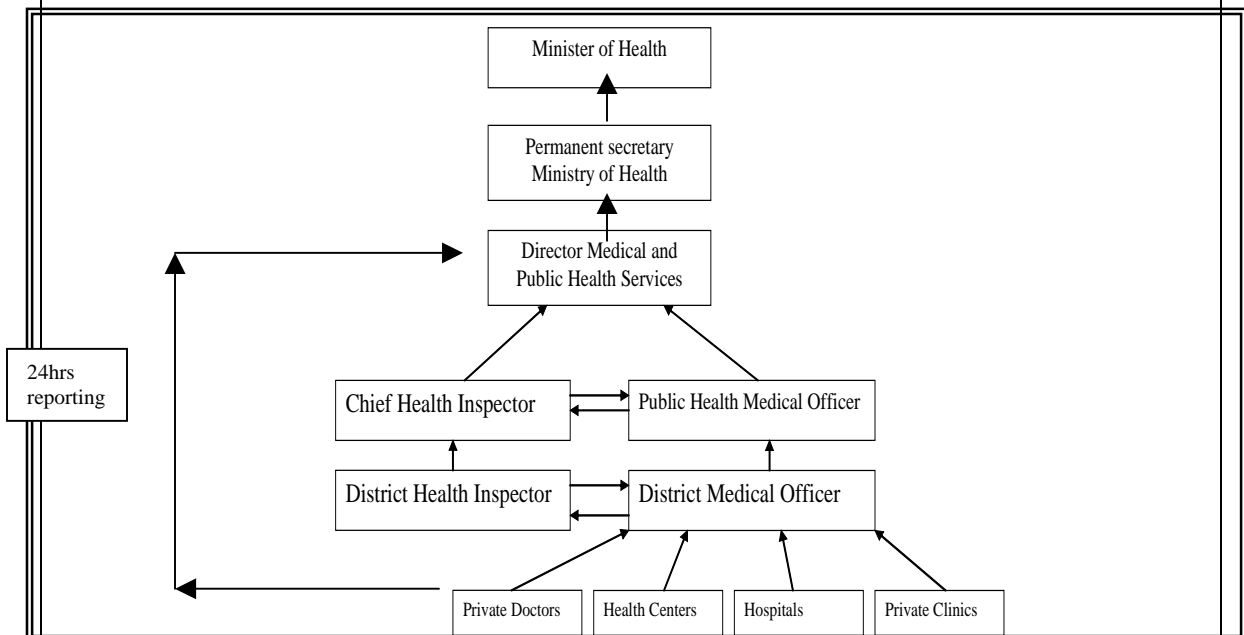 Minister of Health
Permanent secretary
Ministry of Health
Director Medical and
Public Health Services
24hrs
reporting
Chief Health Inspector
Public Health Medical Officer
District Health Inspector
District Medical Officer
Private Doctors
Health Centers
Hospitals
Private Clinics